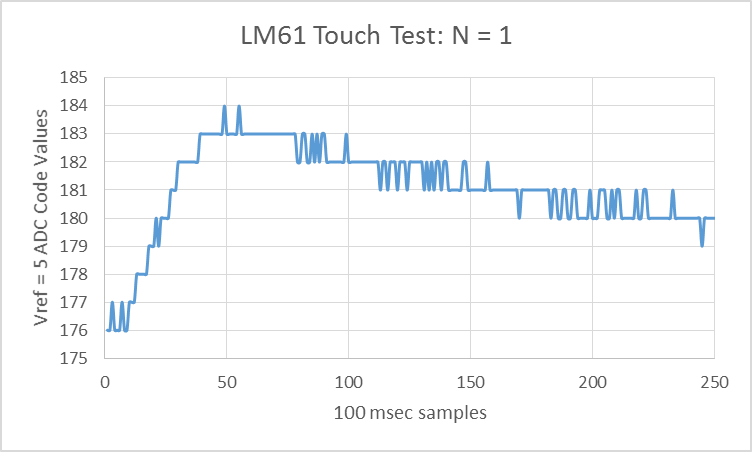 LM61 Touch Test: N = 1
Vref = 5 ADC Code Values
185
184
183
182
181
180
179
178
177
176
175
0 50 100 150 200 250
100 msec samples